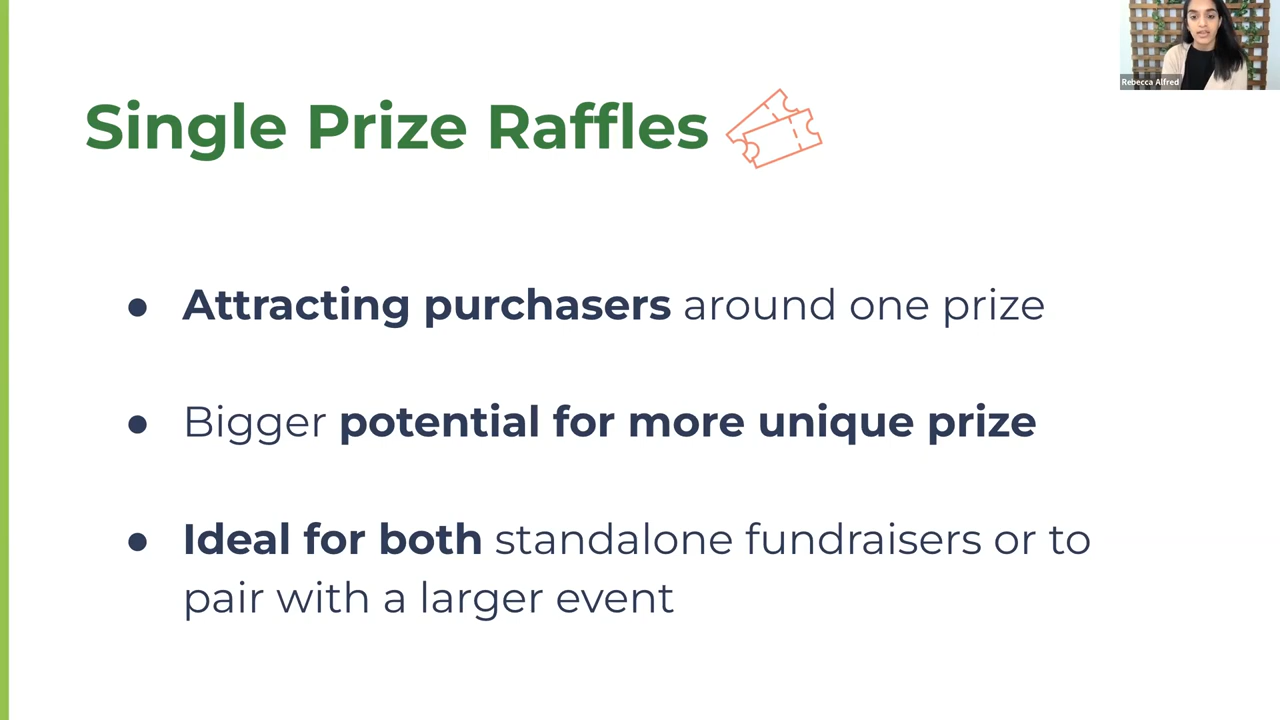 Rebecca Alfred
Single Prize Raffles
● Attracting purchasers around one prize
● Bigger potential for more unique prize
● Ideal for both standalone fundraisers or to
pair with a larger event